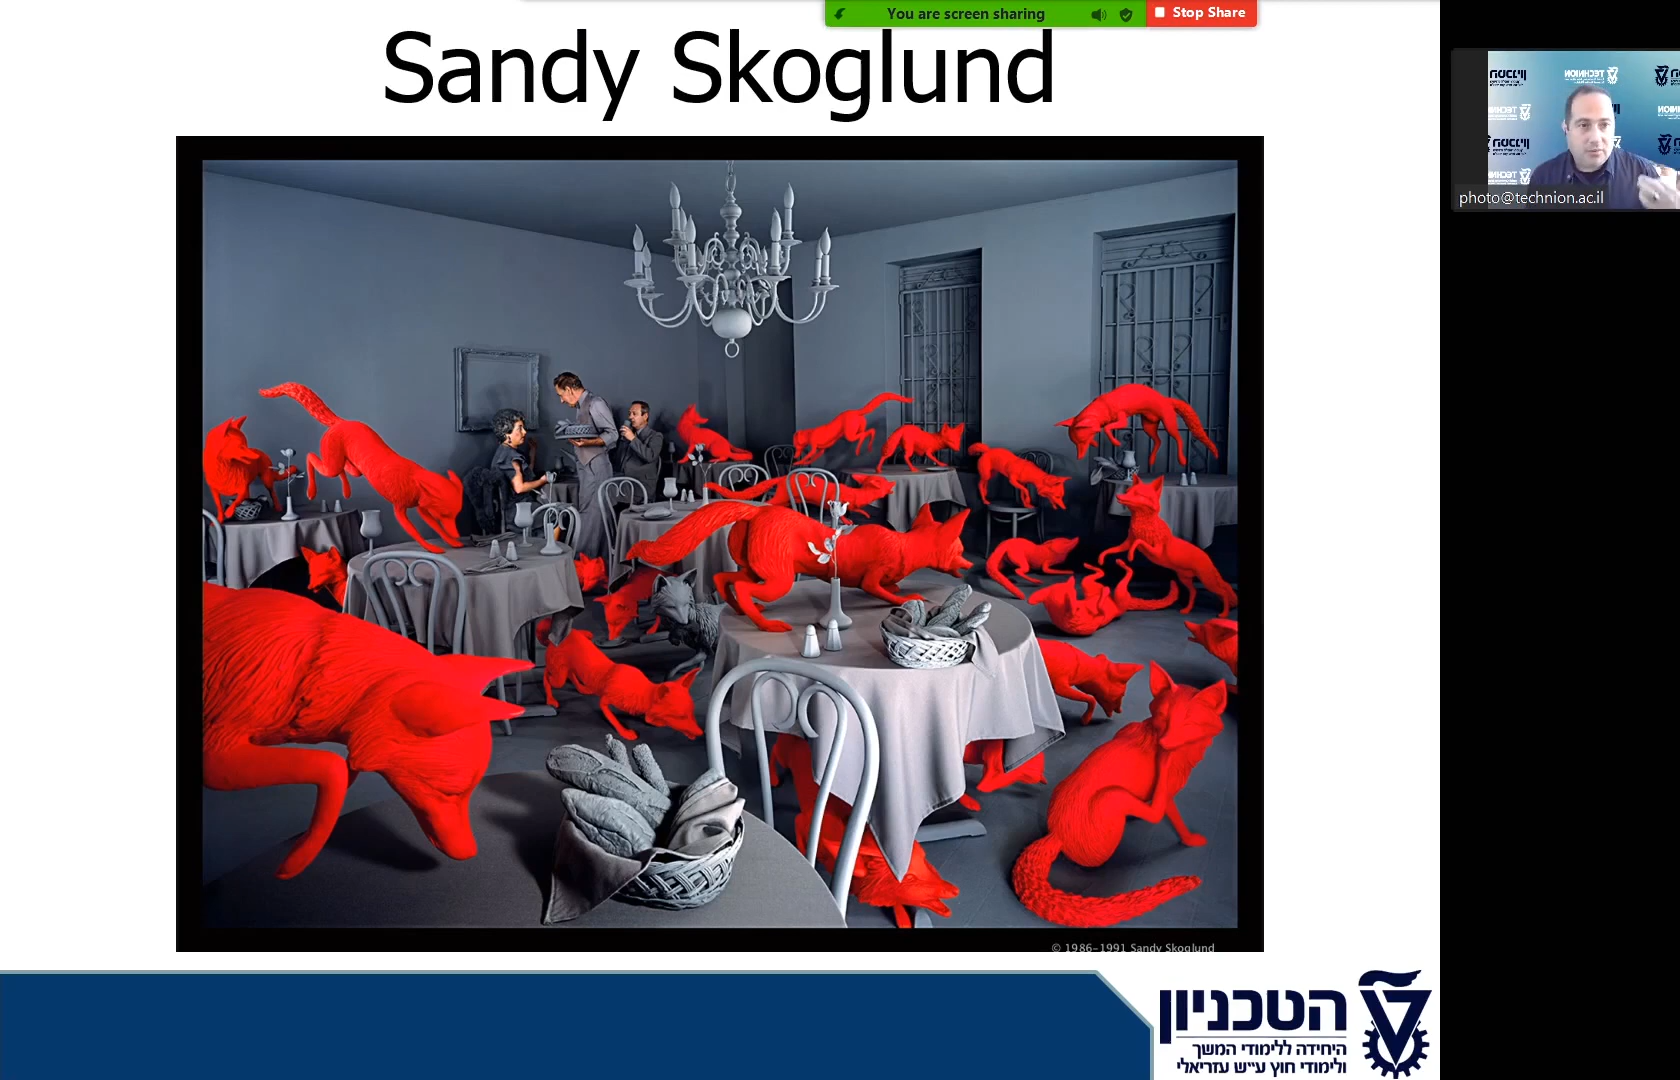 You are screen sharing
Stop Share
Sandy Skoglund
photo@technion.ac.il
TECHNION
© 1986-1991 Sandy Skoglund
הטכניון
היחידה ללימודי המשך
ולימודי חוץ ע״ש עזריאלי